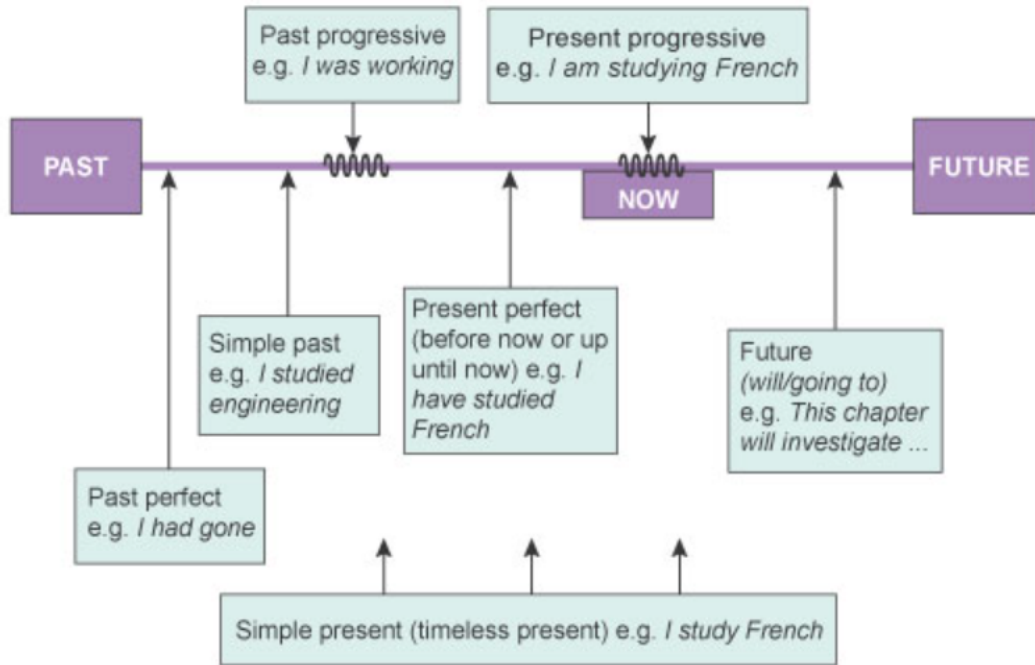 Past progressive
e.g. I was working
Present progressive
e.g. I am studying French
PAST
FUTURE
NOW
Simple past
e.g. I studied
engineering
Present perfect
(before now or up
until now) e.g. I
have studied
French
Future
(will/going to)
e.g. This chapter
will investigate ...
Past perfect
e.g. I had gone
Simple present (timeless present) e.g. I study French